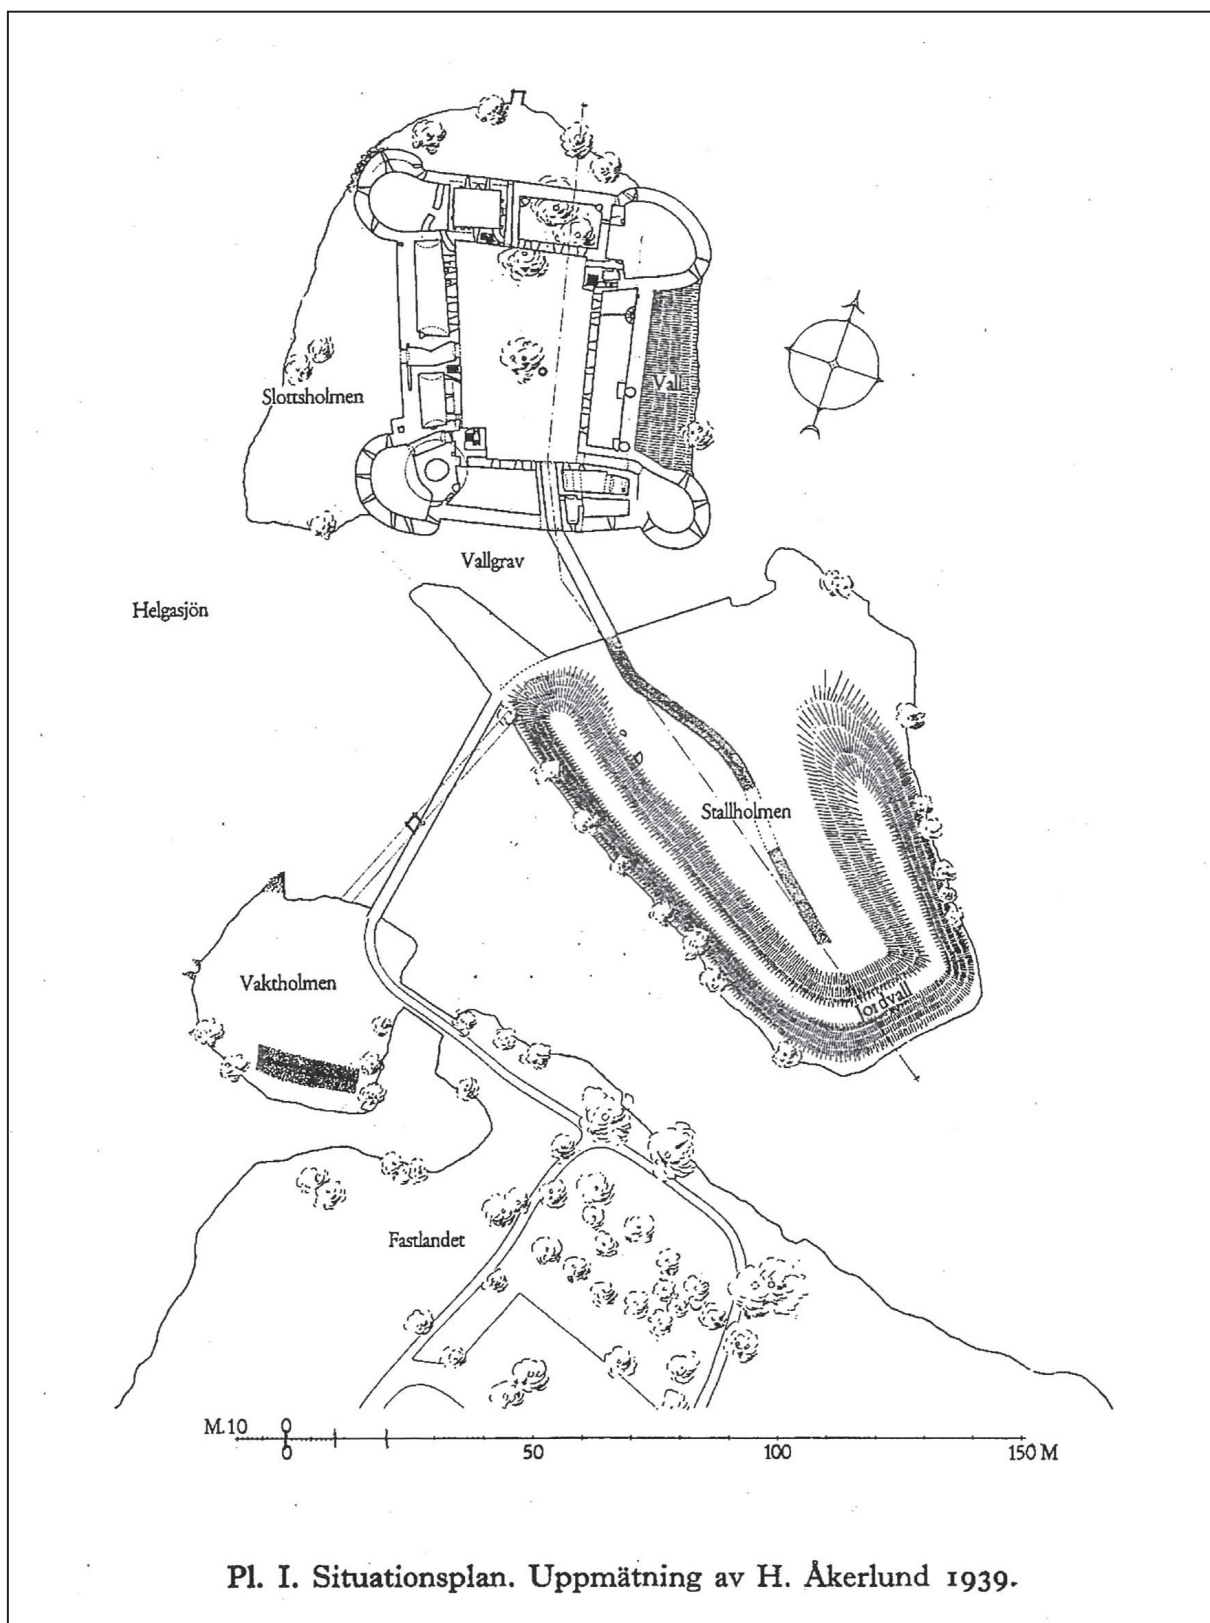 Slottsholmen
Vall
Vallgrav
Helgasjön
Stallholmen
Vaktholmen
Jordvall
Fastlandet
M.10 0
0 50 100 150 M
Pl. I. Situationsplan. Uppmätning av H. Åkerlund 1939.